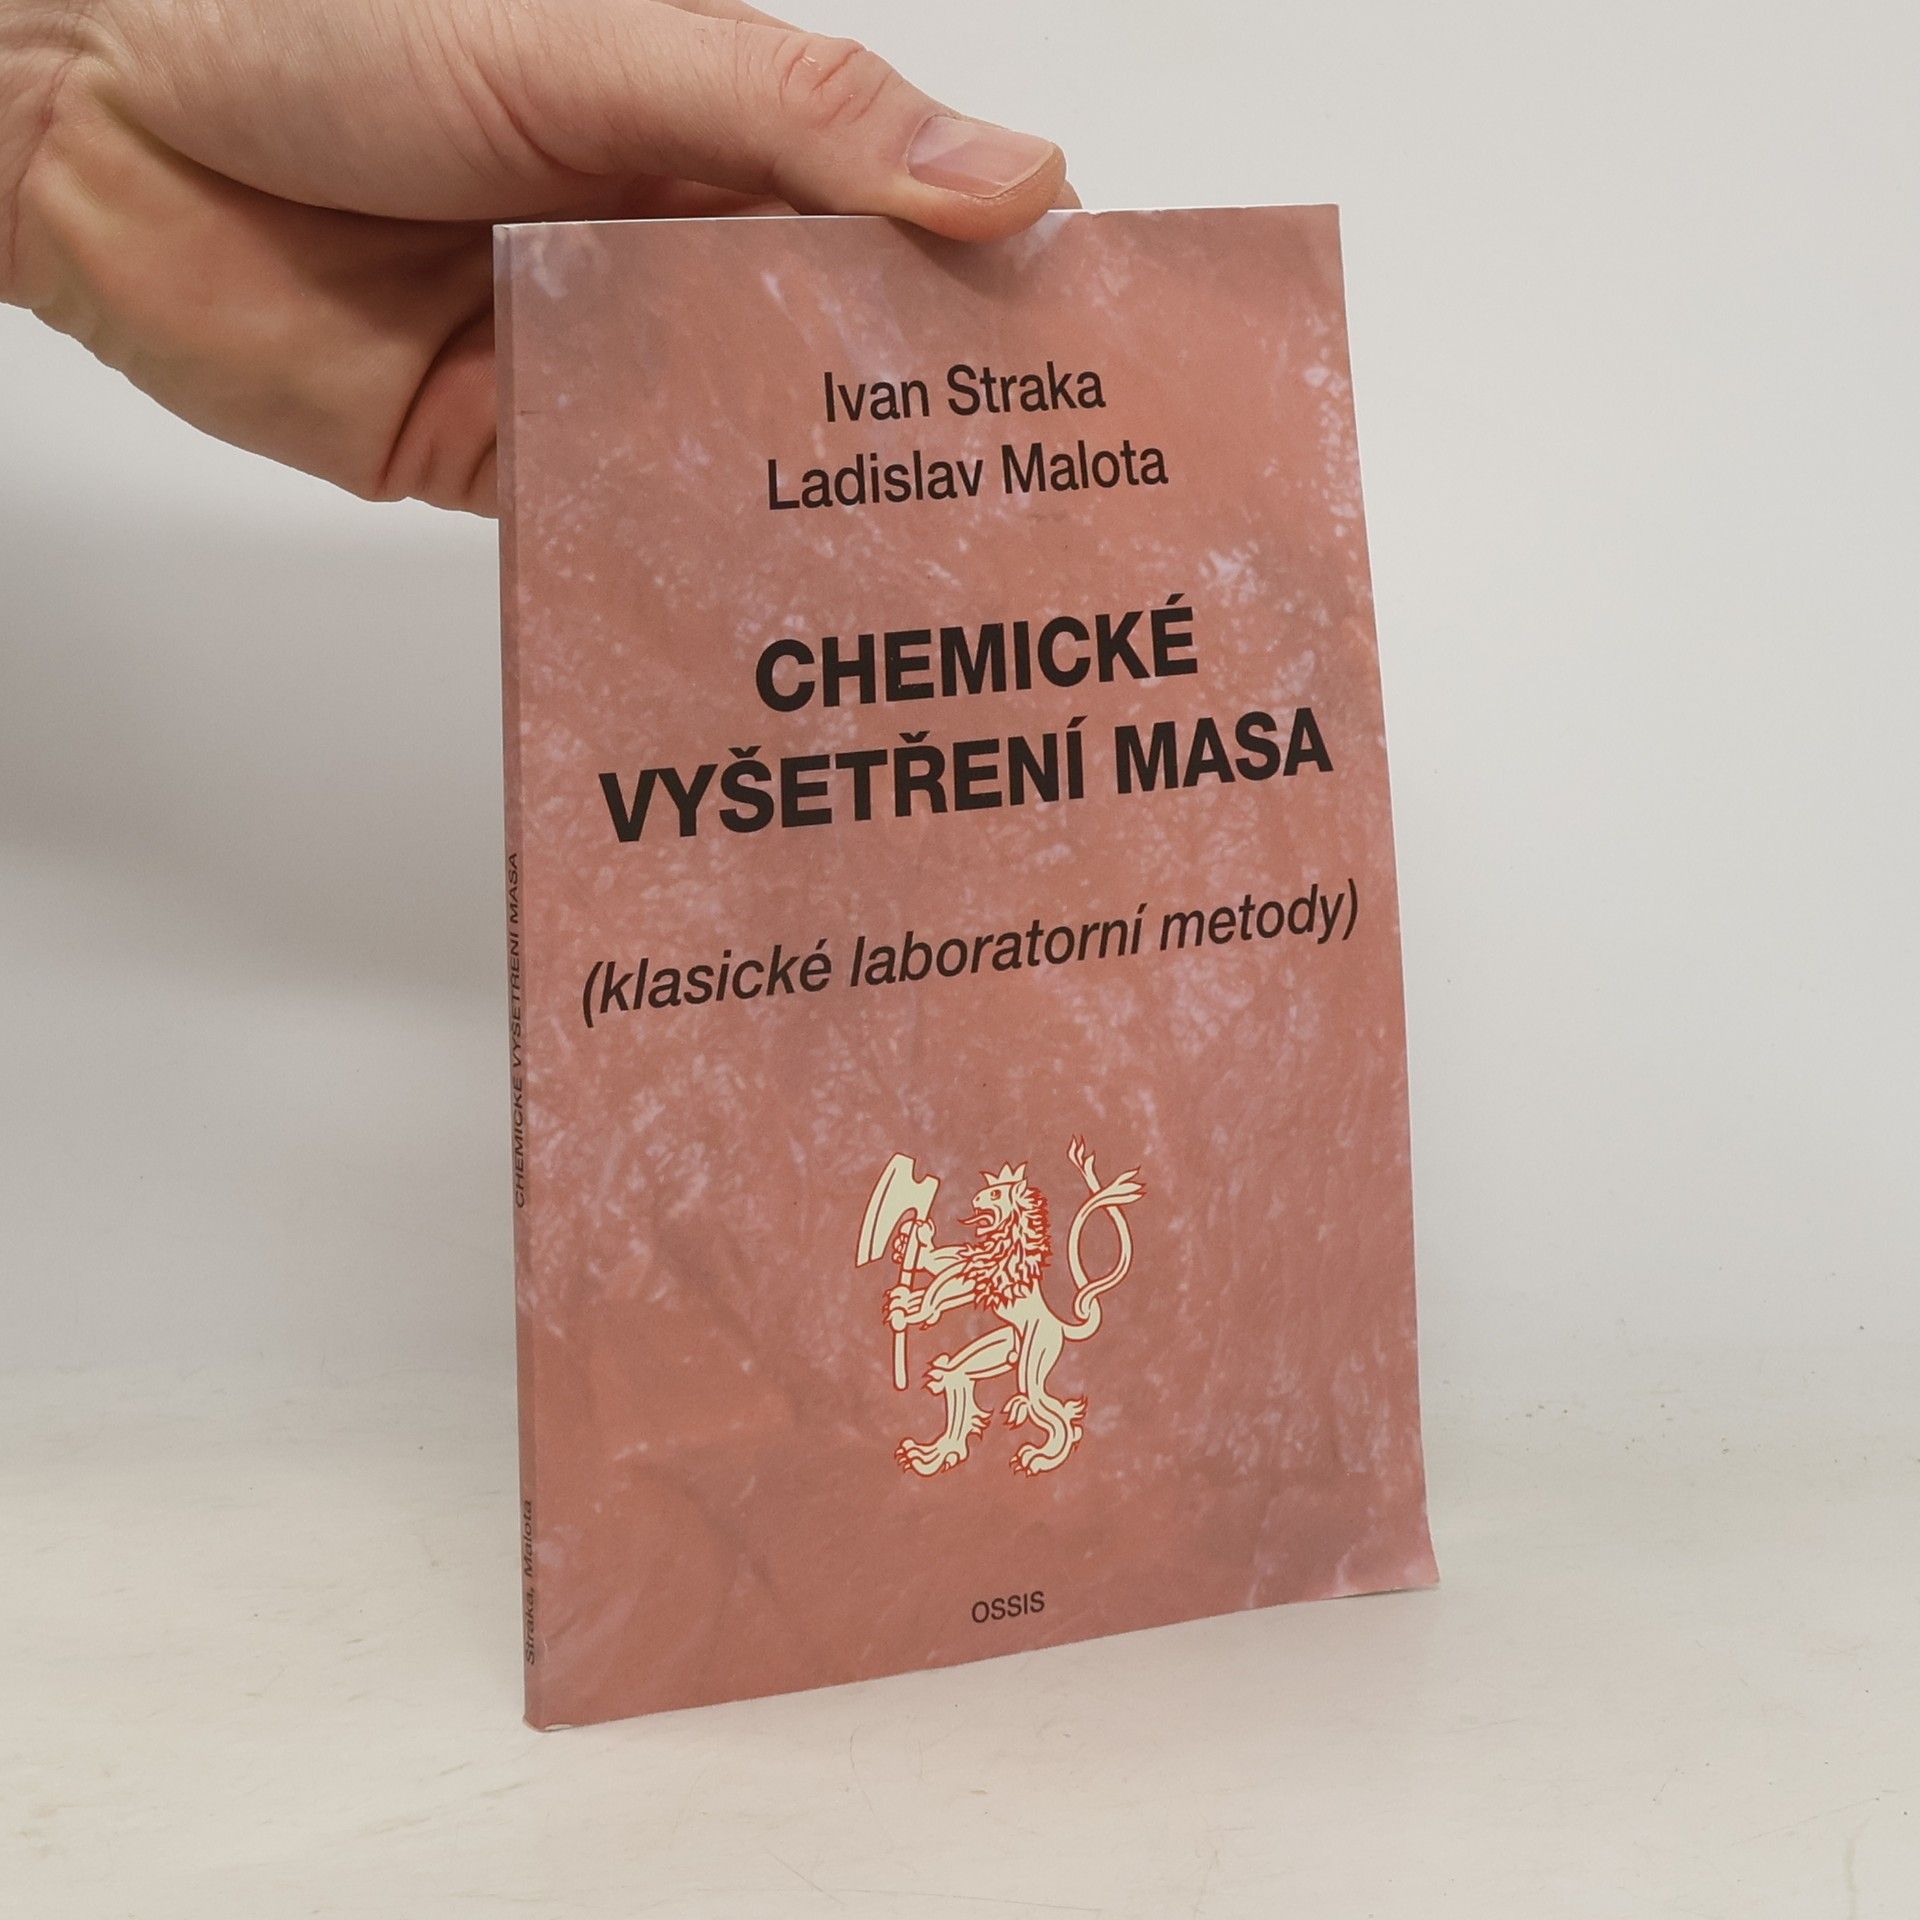 Ivan Straka
Ladislav Malota
CHEMICKÉ
VYŠETŘENÍ MASA
(klasické laboratorní metody)
OSSIS
Straka, Malota
CHEMICKÉ VYŠETŘENÍ MASA